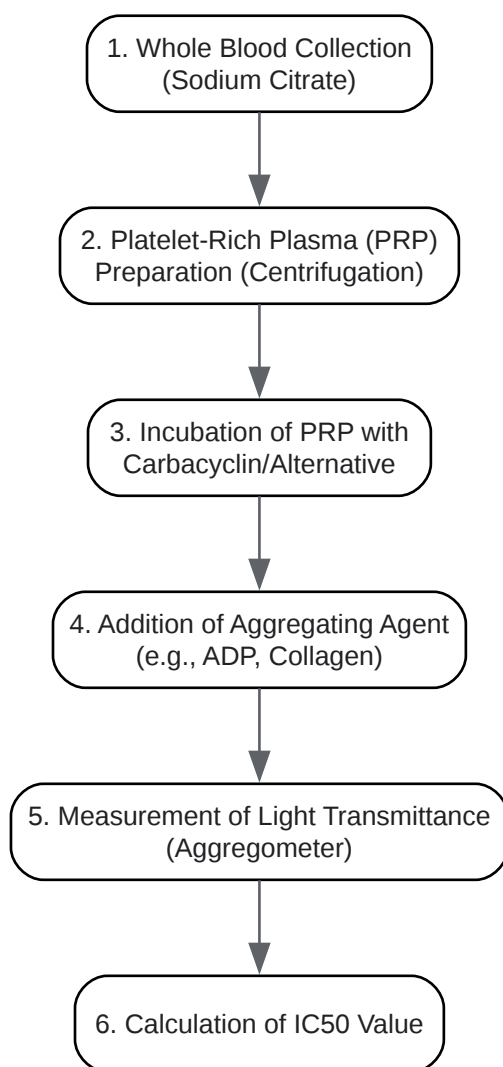 1. Whole Blood Collection
(Sodium Citrate)
2. Platelet-Rich Plasma (PRP)
Preparation (Centrifugation)
3. Incubation of PRP with
Carbacyclin/Alternative
4. Addition of Aggregating Agent
(e.g., ADP, Collagen)
5. Measurement of Light Transmittance
(Aggregometer)
6. Calculation of IC50 Value